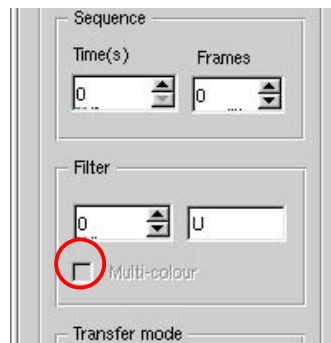 Sequence
Time(s) Frames
0 0
Filter
0 U
Multi-colour
Transfer mode